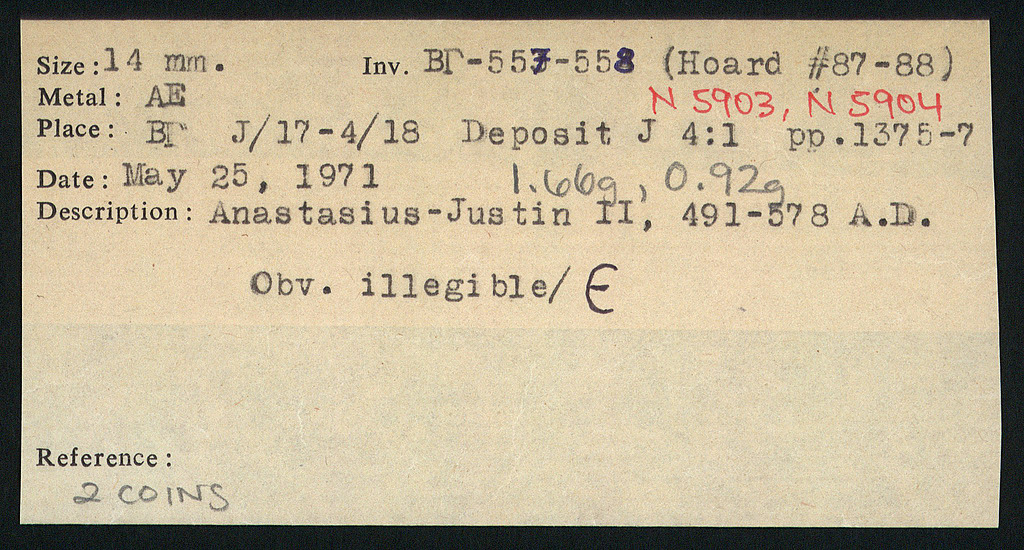 Size: 14 mm. Inv. ΒΓ-557-558 (Hoard #87-88)
Metal: AE N 5903, N 5904
Place: ΒΓ J/17-4/18 Deposit J 4:1 pp.1375-7
Date: May 25, 1971 1.66g, 0.92g
Description: Anastasius-Justin II, 491-578 A.D.
Obv. illegible/ Є
Reference:
2 COINS